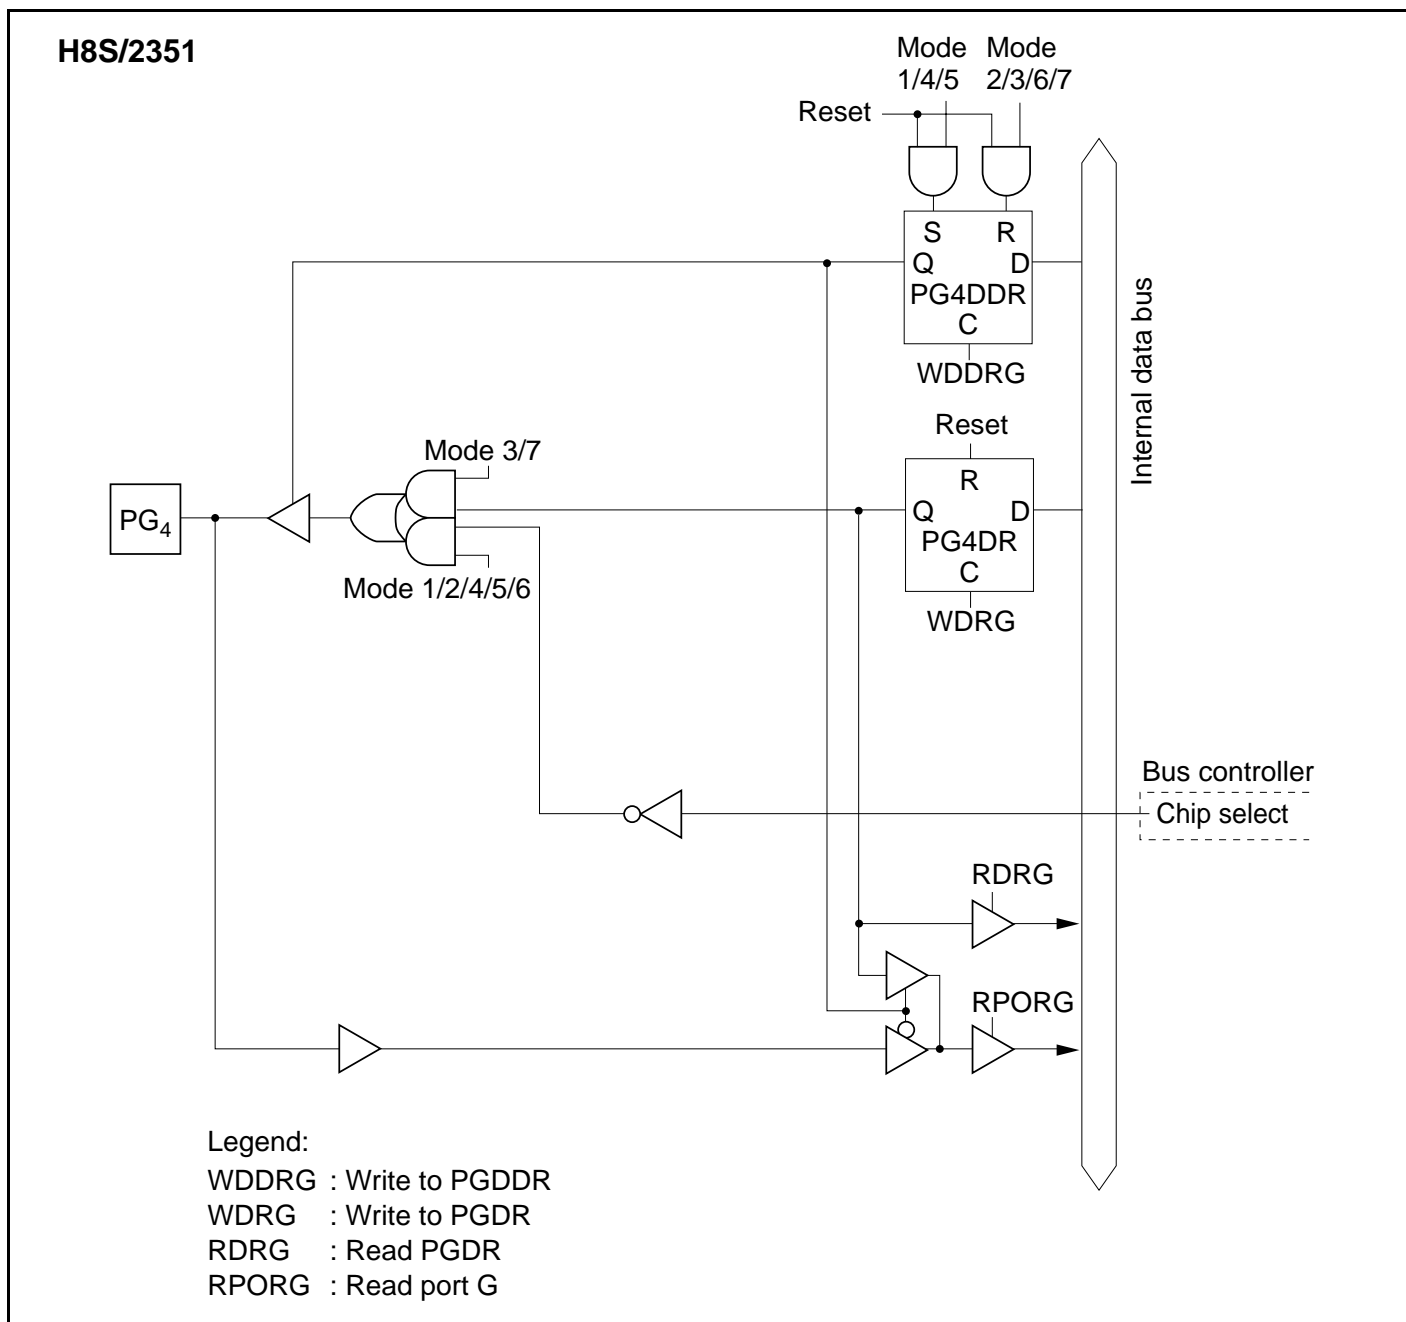 H8S/2351
Mode Mode
1/4/5 2/3/6/7
Reset
S R
Q D
PG4DDR
C
WDDRG
Internal data bus
Reset
Mode 3/7
R
PG4
Q D
PG4DR
C
Mode 1/2/4/5/6
WDRG
Bus controller
Chip select
RDRG
RPORG
Legend:
WDDRG : Write to PGDDR
WDRG : Write to PGDR
RDRG : Read PGDR
RPORG : Read port G